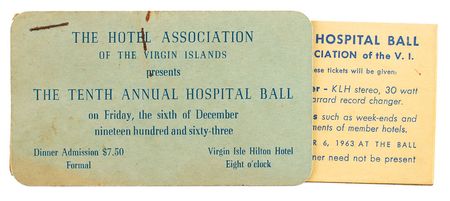 THE HOTEL ASSOCIATION
OF THE VIRGIN ISLANDS
presents
THE TENTH ANNUAL HOSPITAL BALL
on Friday, the sixth of December
nineteen hundred and sixty-three
Dinner Admission $7.50
Formal
Virgin Isle Hilton Hotel
Eight o'clock
HOSPITAL BALL
CIATION of the V. I.
ese tickets will be given:
er - KLH stereo, 30 watt
arrard record changer.
s such as week-ends and
ments of member hotels.
R 6, 1963 AT THE BALL
ner need not be present